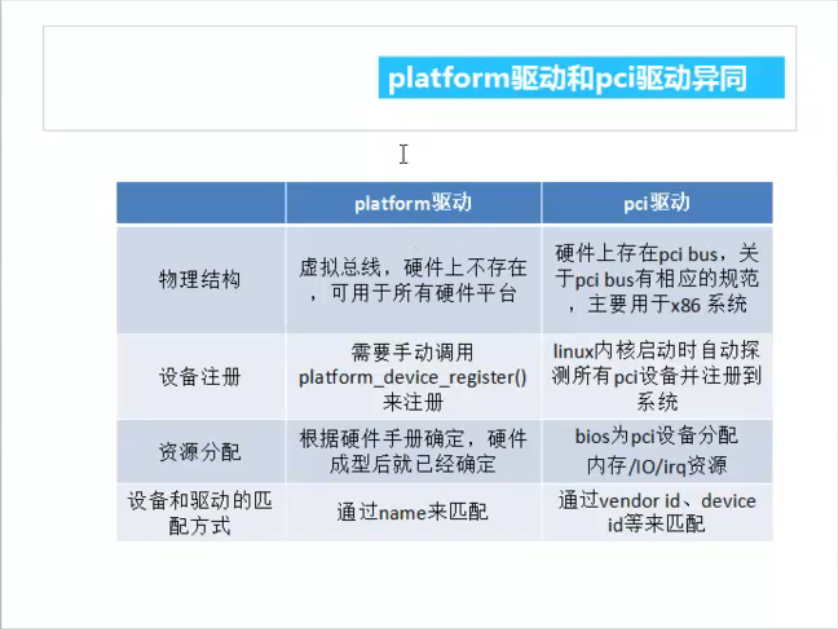 platform驱动和pci驱动异同
platform驱动
pci驱动
物理结构
虚拟总线，硬件上不存在
，可用于所有硬件平台
硬件上存在pci bus，关
于pci bus有相应的规范
，主要用于x86 系统
设备注册
需要手动调用
platform_device_register()
来注册
linux内核启动时自动探
测所有pci设备并注册到
系统
资源分配
根据硬件手册确定，硬件
成型后就已经确定
bios为pci设备分配
内存/IO/irq资源
设备和驱动的匹
配方式
通过name来匹配
通过vendor id、device
id等来匹配